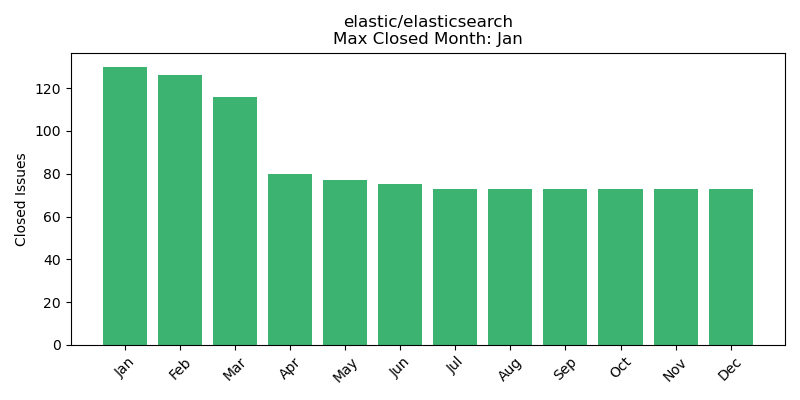 elastic/elasticsearch
Max Closed Month: Jan
Closed Issues
120
100
80
60
40
20
0
Jan
Feb
Mar
Apr
May
Jun
Jul
Aug
Sep
Oct
Nov
Dec